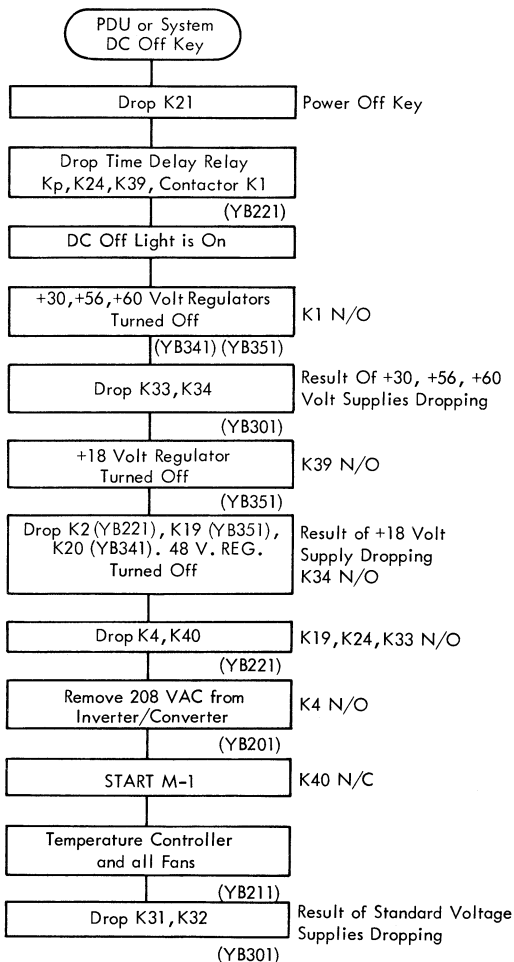 PDU or System
DC Off Key
Drop K21
Power Off Key
Drop Time Delay Relay
Kp, K24, K39, Contactor K1
(YB221)
DC Off Light is On
+30, +56, +60 Volt Regulators
Turned Off
K1 N/O
(YB341) (YB351)
Drop K33, K34
Result Of +30, +56, +60
Volt Supplies Dropping
(YB301)
+18 Volt Regulator
Turned Off
K39 N/O
(YB351)
Drop K2 (YB221), K19 (YB351),
K20 (YB341). 48 V. REG.
Turned Off
Result of +18 Volt
Supply Dropping
K34 N/O
Drop K4, K40
K19, K24, K33 N/O
(YB221)
Remove 208 VAC from
Inverter/Converter
K4 N/O
(YB201)
START M-1
K40 N/C
Temperature Controller
and all Fans
(YB211)
Drop K31, K32
Result of Standard Voltage
Supplies Dropping
(YB301)